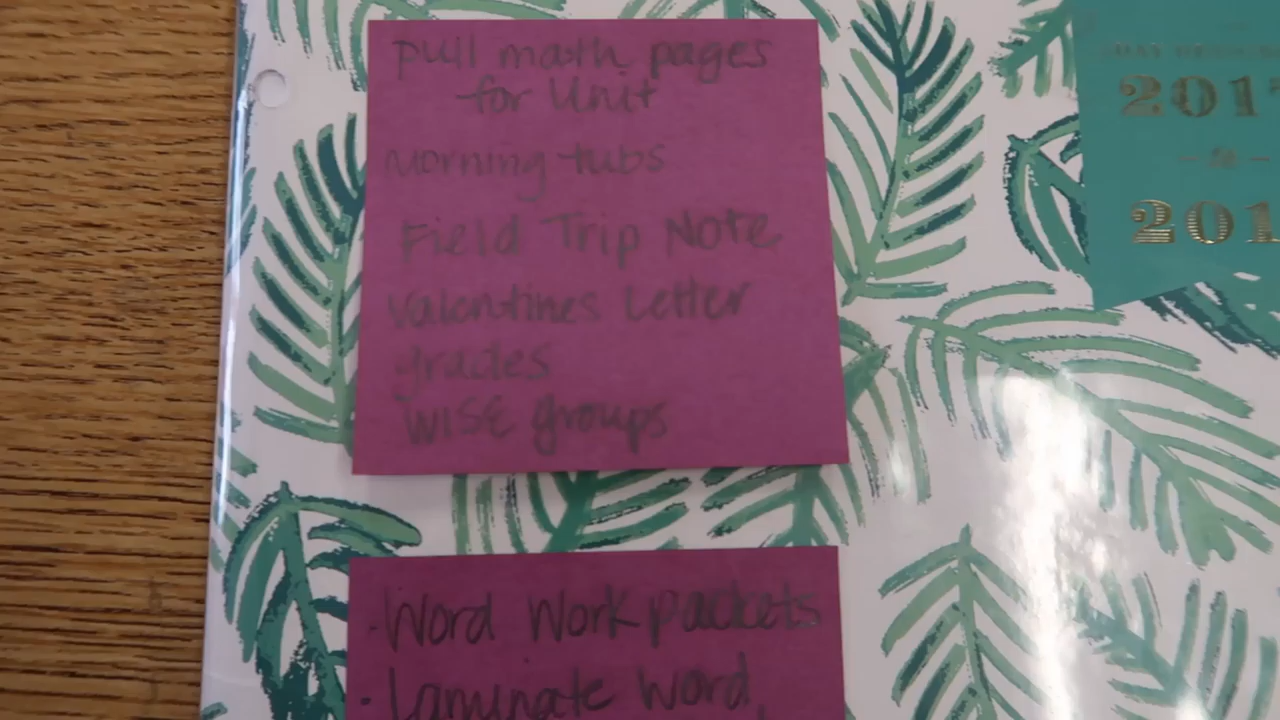 pull math pages
for Unit
Morning tubs
Field Trip Note
Valentines Letter
grades
WISE groups
· Word Work packets
· Laminate Word
2017
&
201